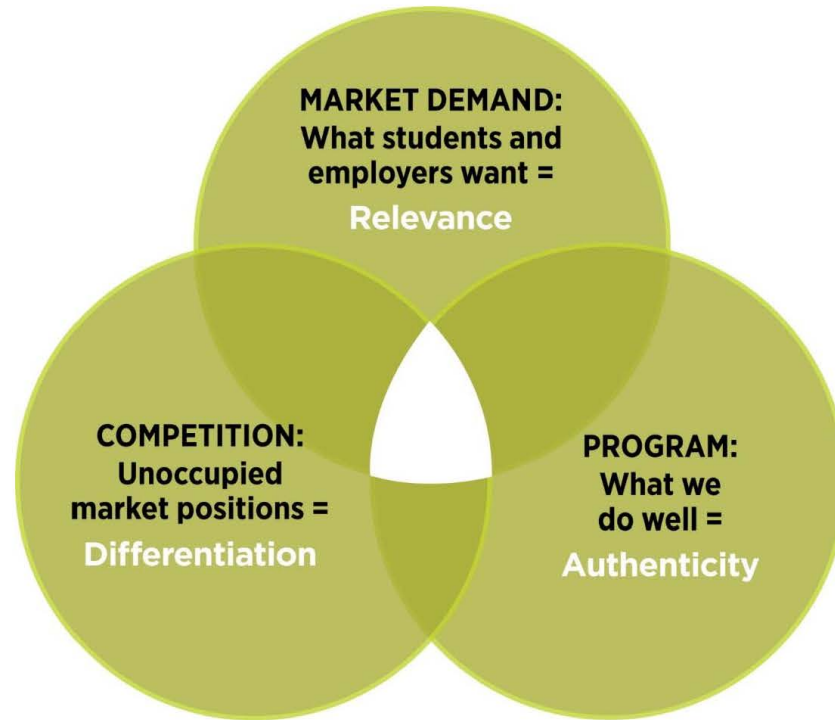 MARKET DEMAND:
What students and
employers want =
Relevance
COMPETITION:
Unoccupied
market positions =
Differentiation
PROGRAM:
What we
do well =
Authenticity